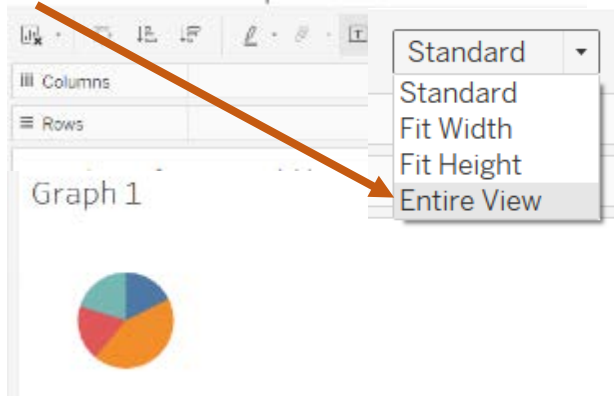 Standard
Standard
Fit Width
Fit Height
Entire View
Columns
Rows
Graph 1
T